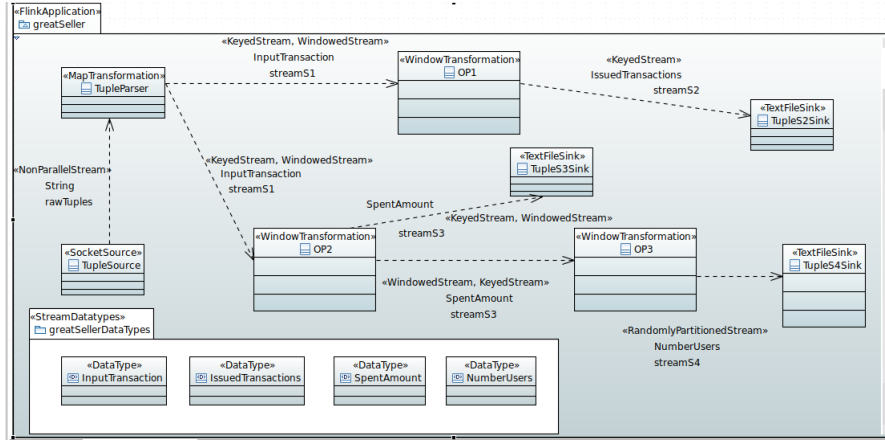 «FlinkApplication»
greatSeller
«KeyedStream, WindowedStream»
InputTransaction
streamS1
«MapTransformation»
TupleParser
«WindowTransformation»
OP1
«KeyedStream»
IssuedTransactions
streamS2
«TextFileSink»
TupleS2Sink
«NonParallelStream»
String
rawTuples
«KeyedStream, WindowedStream»
InputTransaction
streamS1
«TextFileSink»
TupleS3Sink
SpentAmount
«KeyedStream, WindowedStream»
streamS3
«SocketSource»
TupleSource
«WindowTransformation»
OP2
«WindowTransformation»
OP3
«TextFileSink»
TupleS4Sink
«WindowedStream, KeyedStream»
SpentAmount
streamS3
«RandomlyPartitionedStream»
NumberUsers
streamS4
«StreamDatatypes»
greatSellerDataTypes
«DataType»
InputTransaction
«DataType»
IssuedTransactions
«DataType»
SpentAmount
«DataType»
NumberUsers